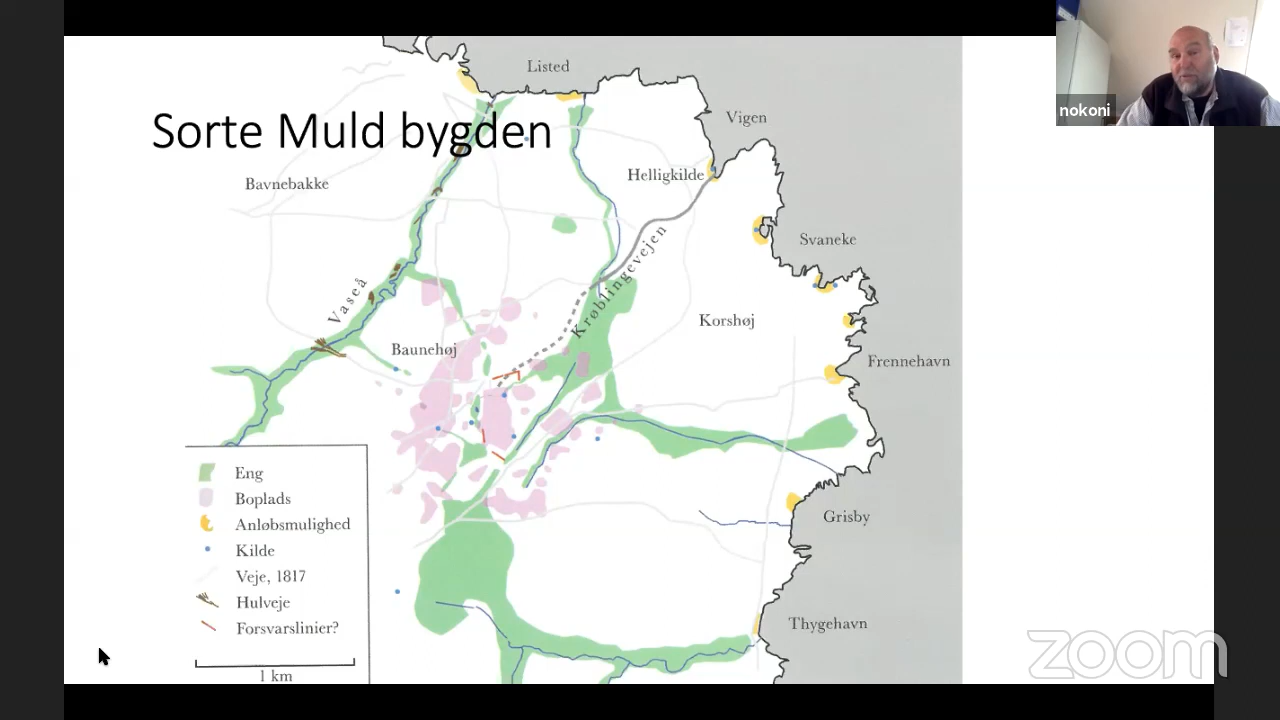 Sorte Muld bygden
Listed
Vigen
Helligkilde
Bavnebakke
Svaneke
Vaseå
Krøblingevejen
Korshøj
Baunehøj
Frennehavn
Grisby
Thygehavn
Eng
Boplads
Anløbsmulighed
Kilde
Veje, 1817
Hulveje
Forsvarslinier?
1 km
nokoni
zoom